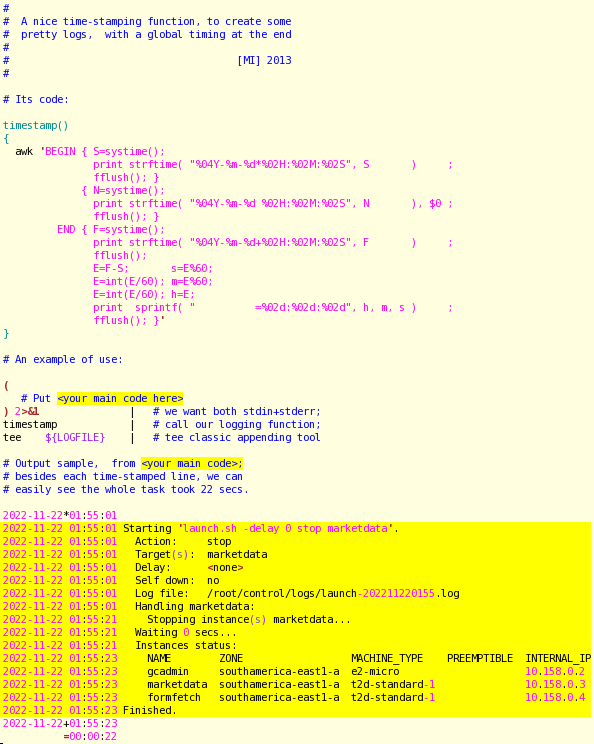 #
#  A nice time-stamping function, to create some
#  pretty logs,  with a global timing at the end
#
#                                      [MI] 2013
#

# Its code:

timestamp()
{
  awk 'BEGIN { S=systime();
               print strftime( "%04Y-%m-%d*%02H:%02M:%02S", S       )     ;
               fflush(); }
             { N=systime();
               print strftime( "%04Y-%m-%d %02H:%02M:%02S", N       ), $0 ;
               fflush(); }
         END { F=systime();
               print strftime( "%04Y-%m-%d+%02H:%02M:%02S", F       )     ;
               fflush();
               E=F-S;       s=E%60;
               E=int(E/60); m=E%60;
               E=int(E/60); h=E;
               print  sprintf( "          =%02d:%02d:%02d", h, m, s )     ;
               fflush(); }'
}

# An example of use:

(
   # Put <your main code here>
) 2>&1               |   # we want both stdin+stderr;
timestamp            |   # call our logging function;
tee    ${LOGFILE}    |   # tee classic appending tool

# Output sample,  from <your main code>;
# besides each time-stamped line, we can
# easily see the whole task took 22 secs.

2022-11-22*01:55:01
2022-11-22 01:55:01 Starting 'launch.sh -delay 0 stop marketdata'.
2022-11-22 01:55:01   Action:     stop
2022-11-22 01:55:01   Target(s):  marketdata
2022-11-22 01:55:01   Delay:      <none>
2022-11-22 01:55:01   Self down:  no
2022-11-22 01:55:01   Log file:   /root/control/logs/launch-202211220155.log
2022-11-22 01:55:01   Handling marketdata:
2022-11-22 01:55:21     Stopping instance(s) marketdata...
2022-11-22 01:55:21   Waiting 0 secs...
2022-11-22 01:55:21   Instances status:
2022-11-22 01:55:23     NAME        ZONE                  MACHINE_TYPE    PREEMPTIBLE  INTERNAL_IP
2022-11-22 01:55:23     gcadmin     southamerica-east1-a  e2-micro                     10.158.0.2
2022-11-22 01:55:23     marketdata  southamerica-east1-a  t2d-standard-1               10.158.0.3
2022-11-22 01:55:23     formfetch   southamerica-east1-a  t2d-standard-1               10.158.0.4
2022-11-22 01:55:23 Finished.
2022-11-22+01:55:23
          =00:00:22